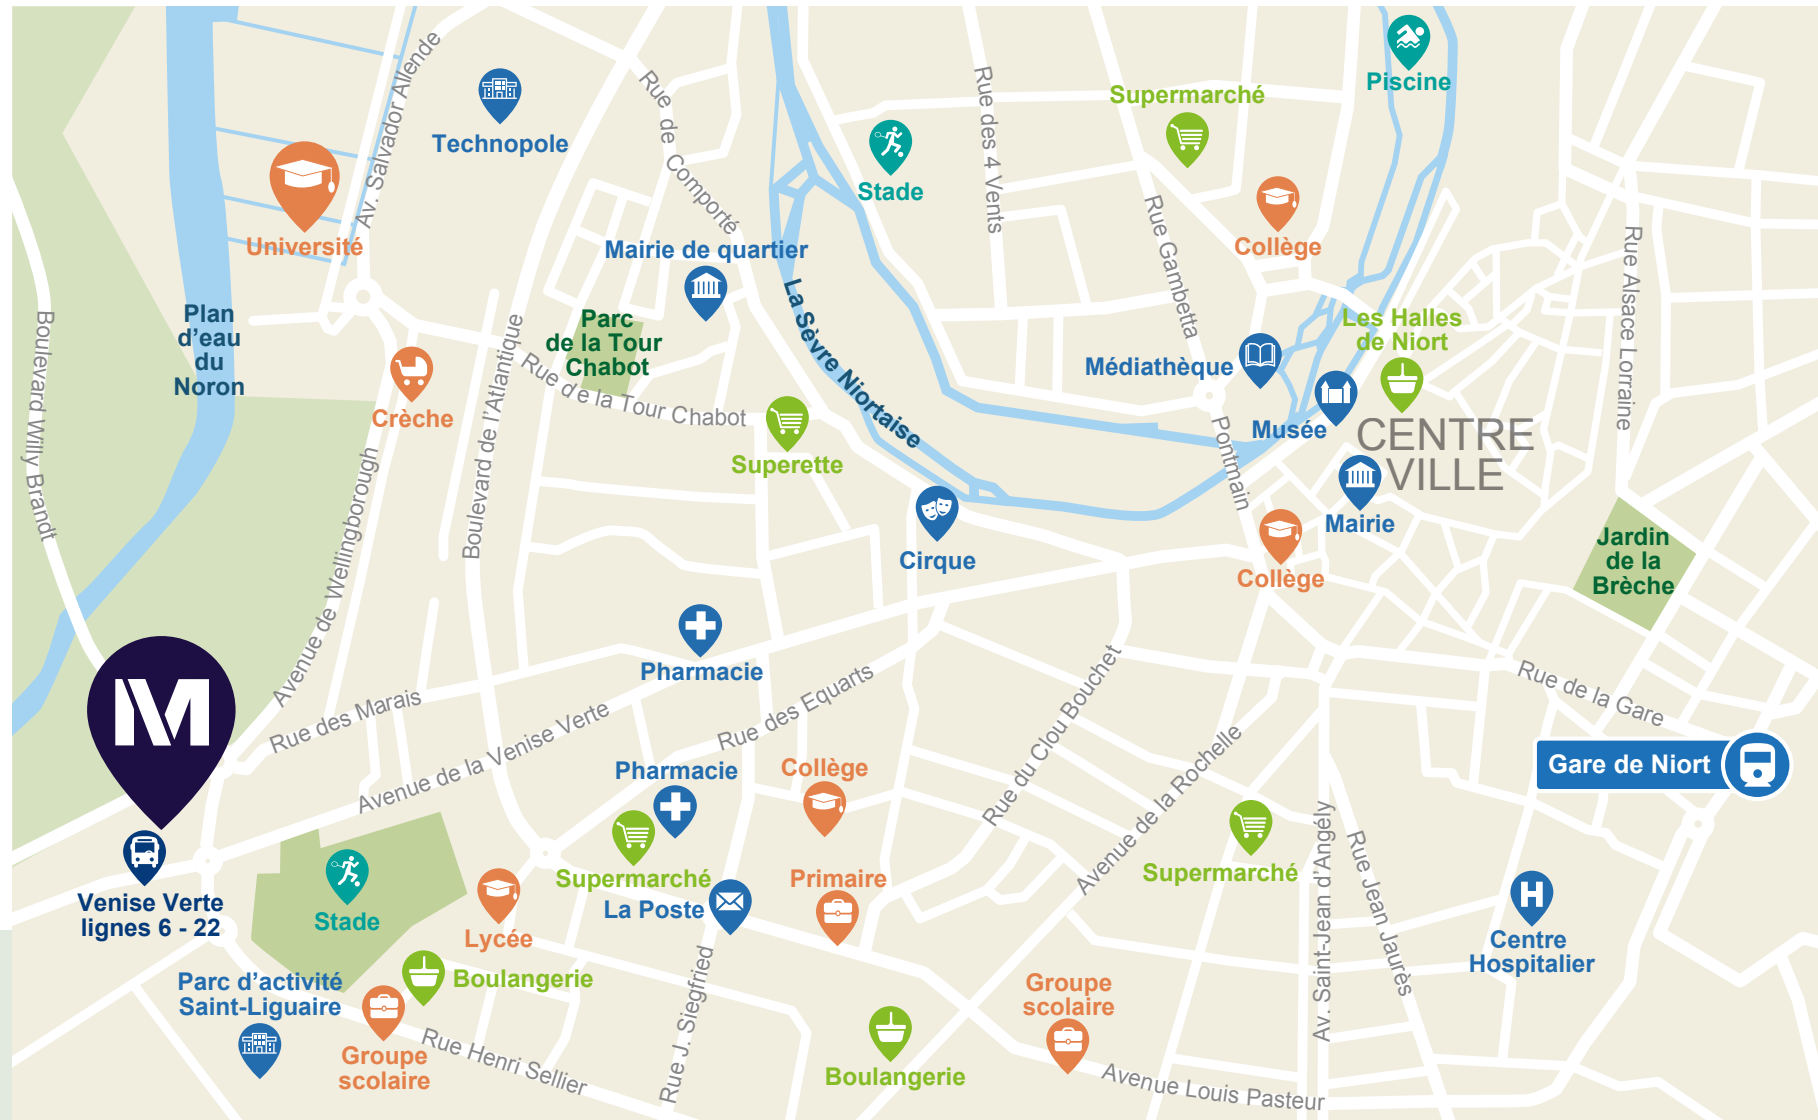 Piscine
Supermarché
Technopole
Av. Salvador Allende
Rue de Comporté
Rue des 4 Vents
Stade
Université
Mairie de quartier
Collège
Rue Gambetta
Rue Alsace Lorraine
Plan
d'eau
du
Noron
Boulevard Willy Brandt
Parc
de la Tour
Chabot
La Sèvre Niortaise
Les Halles
de Niort
Médiathèque
Boulevard de l'Atlantique
Rue de la Tour Chabot
Crèche
Superette
Musée
CENTRE
VILLE
Pontmain
Avenue de Wellingborough
Cirque
Mairie
Collège
Jardin
de la
Brèche
Pharmacie
M
Rue des Marais
Avenue de la Venise Verte
Rue des Equarts
Rue du Clou Bouchet
Rue de la Gare
Gare de Niort
Pharmacie
Collège
Avenue de la Rochelle
Supermarché
Supermarché
Primaire
La Poste
Venise Verte
lignes 6 - 22
Stade
Lycée
Av. Saint-Jean d'Angély
Rue Jean Jaurès
H
Centre
Hospitalier
Parc d'activité
Saint-Liguaire
Boulangerie
Rue J. Siegfried
Groupe
scolaire
Groupe
scolaire
Rue Henri Sellier
Boulangerie
Avenue Louis Pasteur